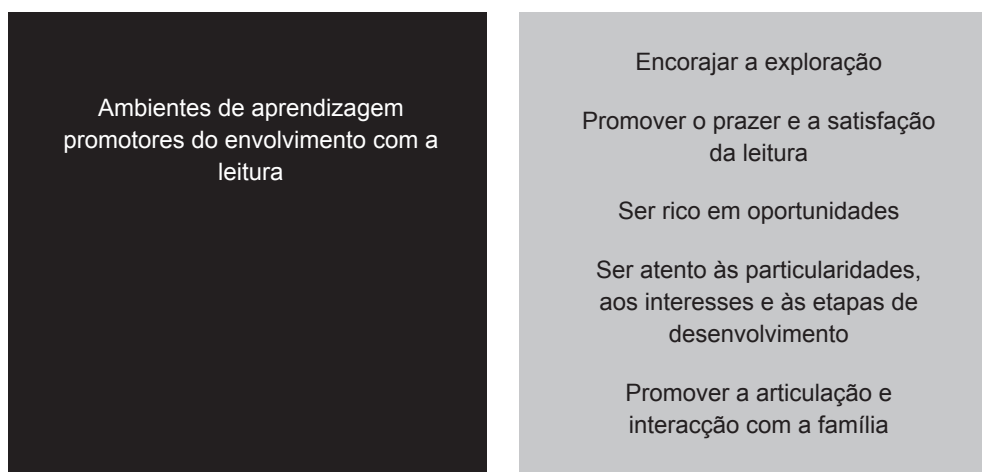 Ambientes de aprendizagem
promotores do envolvimento com a
leitura
Encorajar a exploração
Promover o prazer e a satisfação
da leitura
Ser rico em oportunidades
Ser atento às particularidades,
aos interesses e às etapas de
desenvolvimento
Promover a articulação e
interacção com a família